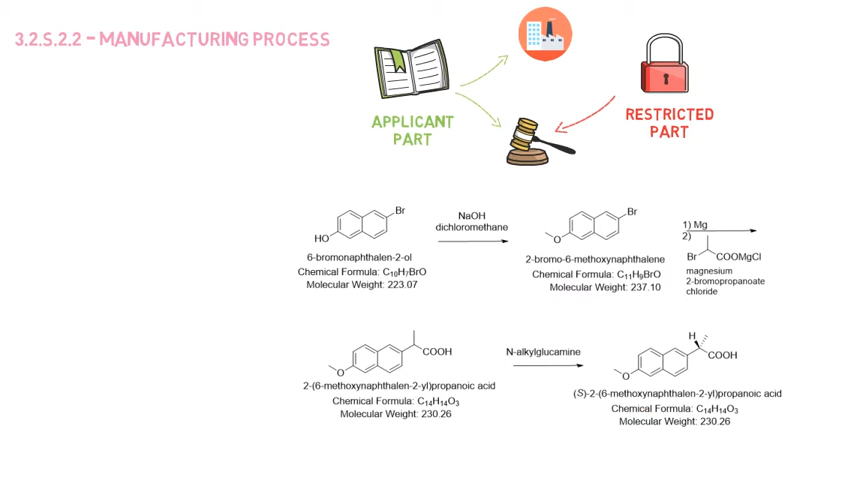 3.2.S.2.2 – MANUFACTURING PROCESS
APPLICANT
PART
RESTRICTED
PART
Br
HO
6-bromonaphthalen-2-ol
Chemical Formula: C₁₀H₇BrO
Molecular Weight: 223.07
NaOH
dichloromethane
Br
O
2-bromo-6-methoxynaphthalene
Chemical Formula: C₁₁H₉BrO
Molecular Weight: 237.10
1) Mg
2)
Br
COOMgCl
magnesium
2-bromopropanoate
chloride
COOH
O
2-(6-methoxynaphthalen-2-yl)propanoic acid
Chemical Formula: C₁₄H₁₄O₃
Molecular Weight: 230.26
N-alkylglucamine
H
COOH
O
(S)-2-(6-methoxynaphthalen-2-yl)propanoic acid
Chemical Formula: C₁₄H₁₄O₃
Molecular Weight: 230.26